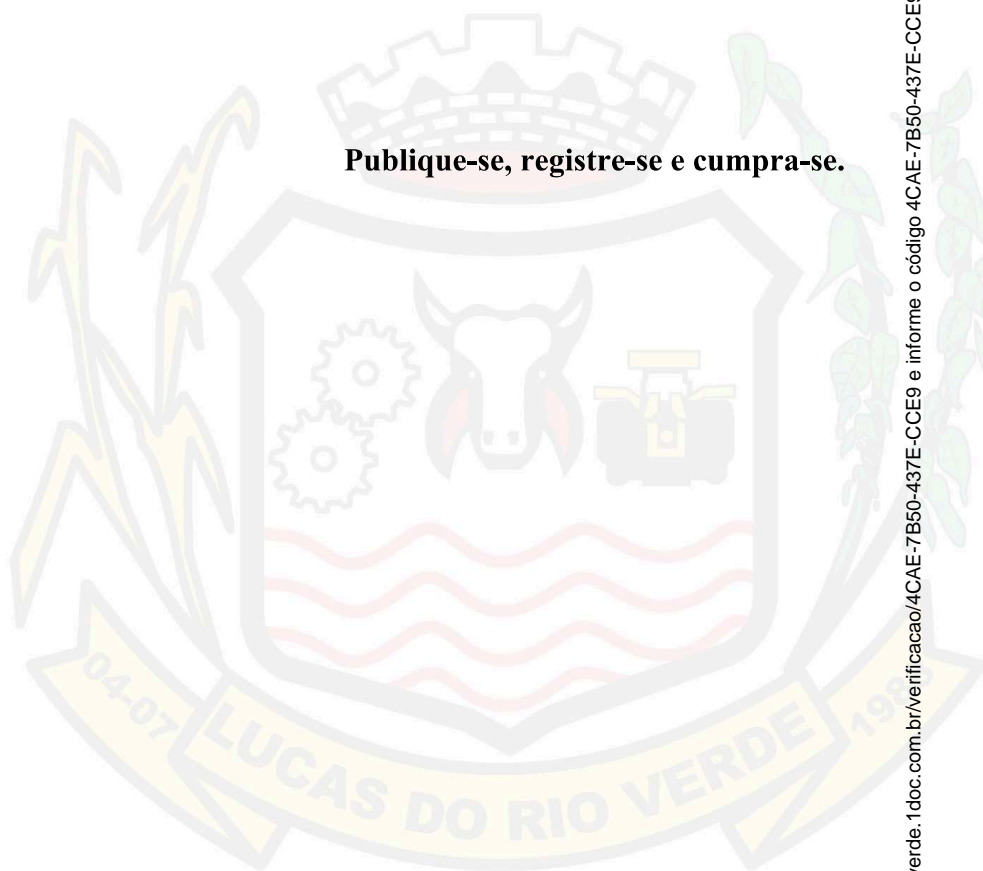 Publique-se, registre-se e cumpra-se.
04-07
LUCAS DO RIO VERDE
verde.1doc.com.br/verificacao/4CAE-7B50-437E-CCE9 e informe o código 4CAE-7B50-437E-CCE9